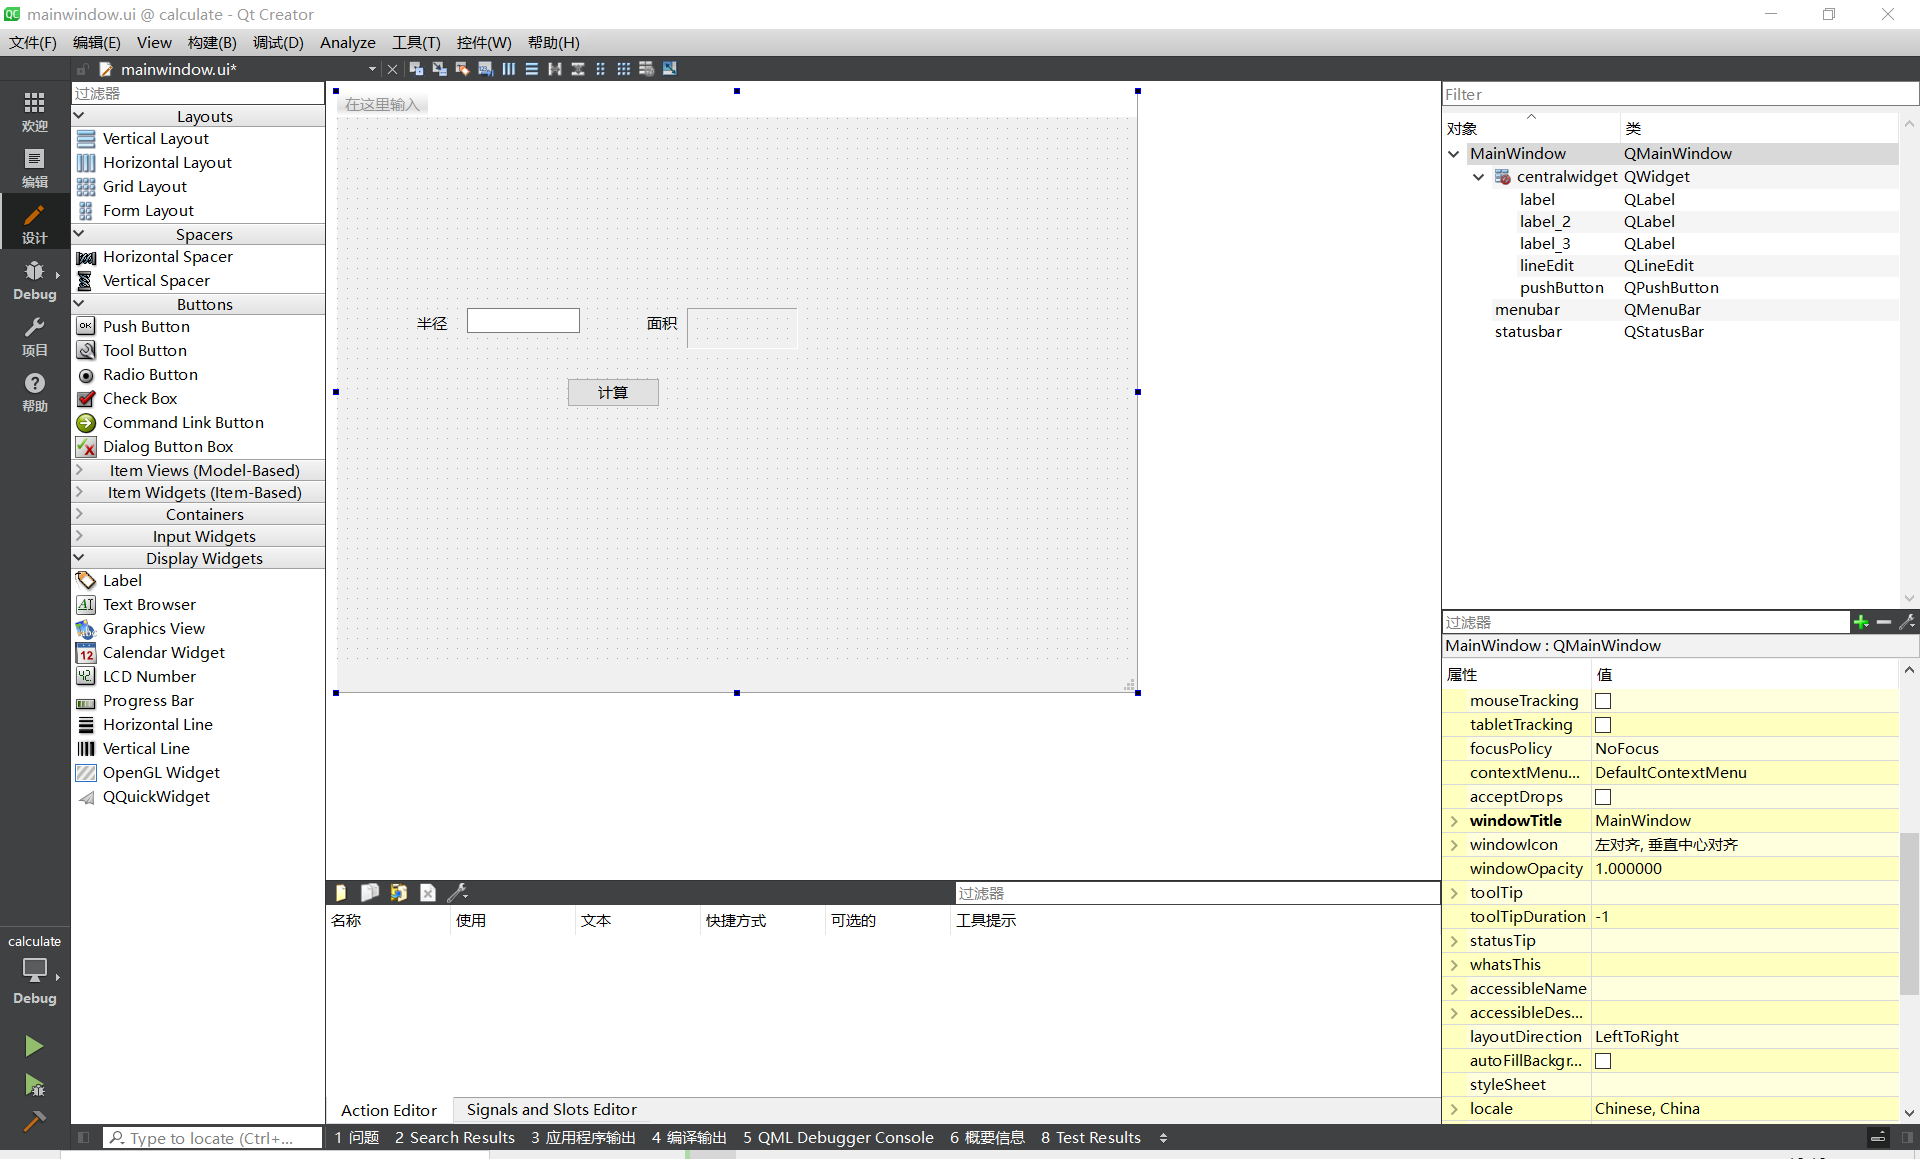 mainwindow.ui @ calculate - Qt Creator
文件(F) 编辑(E) View 构建(B) 调试(D) Analyze 工具(T) 控件(W) 帮助(H)
mainwindow.ui*
欢迎
编辑
设计
Debug
项目
帮助
calculate
Debug
过滤器
Layouts
Vertical Layout
Horizontal Layout
Grid Layout
Form Layout
Spacers
Horizontal Spacer
Vertical Spacer
Buttons
Push Button
Tool Button
Radio Button
Check Box
Command Link Button
Dialog Button Box
Item Views (Model-Based)
Item Widgets (Item-Based)
Containers
Input Widgets
Display Widgets
Label
Text Browser
Graphics View
Calendar Widget
LCD Number
Progress Bar
Horizontal Line
Vertical Line
OpenGL Widget
QQuickWidget
在这里输入
半径 面积
计算
过滤器
名称 使用 文本 快捷方式 可选的 工具提示
Action Editor Signals and Slots Editor
Filter
对象 类
MainWindow QMainWindow
centralwidget QWidget
label QLabel
label_2 QLabel
label_3 QLabel
lineEdit QLineEdit
pushButton QPushButton
menubar QMenuBar
statusbar QStatusBar
过滤器
MainWindow : QMainWindow
属性 值
mouseTracking
tabletTracking
focusPolicy NoFocus
contextMenu... DefaultContextMenu
acceptDrops
windowTitle MainWindow
windowIcon 左对齐, 垂直中心对齐
windowOpacity 1.000000
toolTip
toolTipDuration -1
statusTip
whatsThis
accessibleName
accessibleDes...
layoutDirection LeftToRight
autoFillBackgr...
styleSheet
locale Chinese, China
Type to locate (Ctrl+... 1 问题 2 Search Results 3 应用程序输出 4 编译输出 5 QML Debugger Console 6 概要信息 8 Test Results